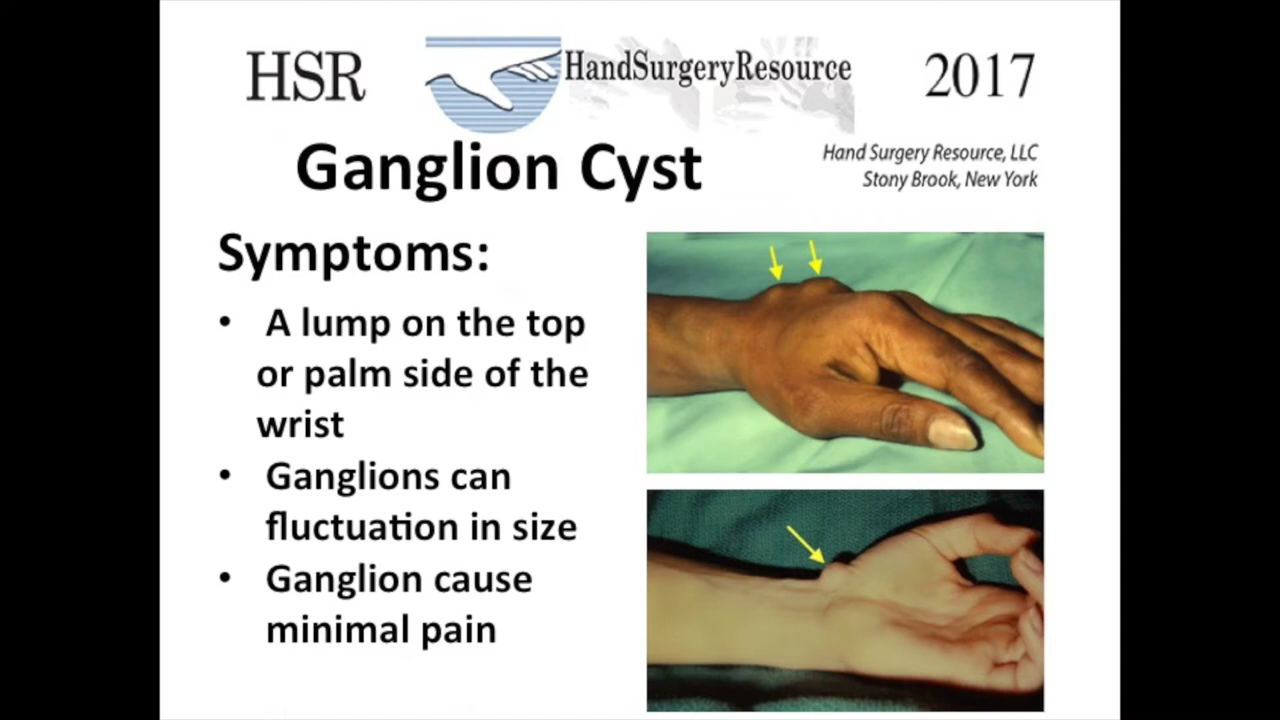 HSR
HandSurgeryResource
2017
Ganglion Cyst
Hand Surgery Resource, LLC
Stony Brook, New York
Symptoms:
• A lump on the top
or palm side of the
wrist
• Ganglions can
fluctuation in size
• Ganglion cause
minimal pain